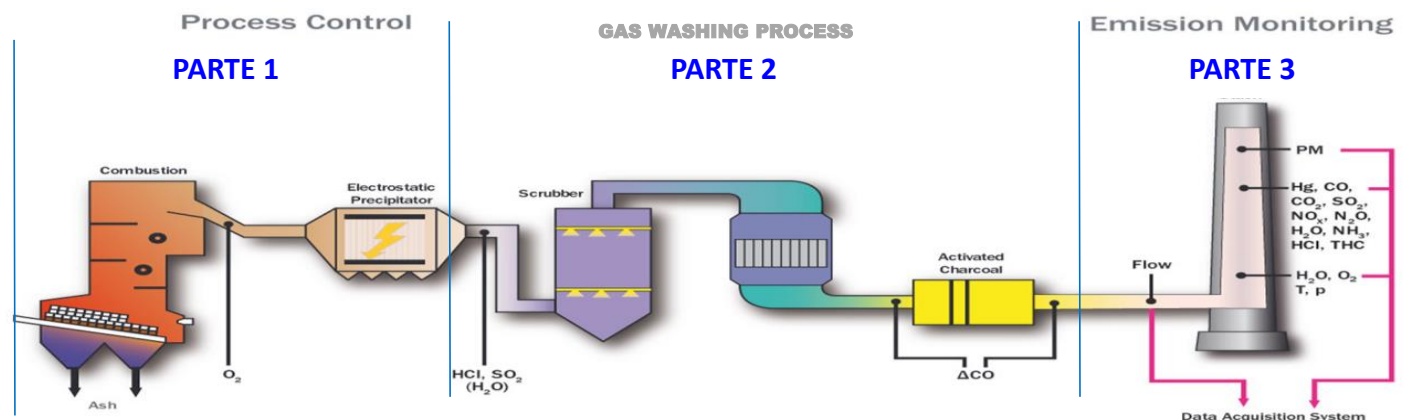 Process Control
GAS WASHING PROCESS
Emission Monitoring
PARTE 1
PARTE 2
PARTE 3
Combustion
Electrostatic
Precipitator
Scrubber
Activated
Charcoal
Flow
PM
Hg, CO,
CO₂, SO₂,
NOₓ, N₂O,
H₂O, NH₃,
HCl, THC
H₂O, O₂
T, p
O₂
HCl, SO₂
(H₂O)
ΔCO
Ash
Data Acquisition System